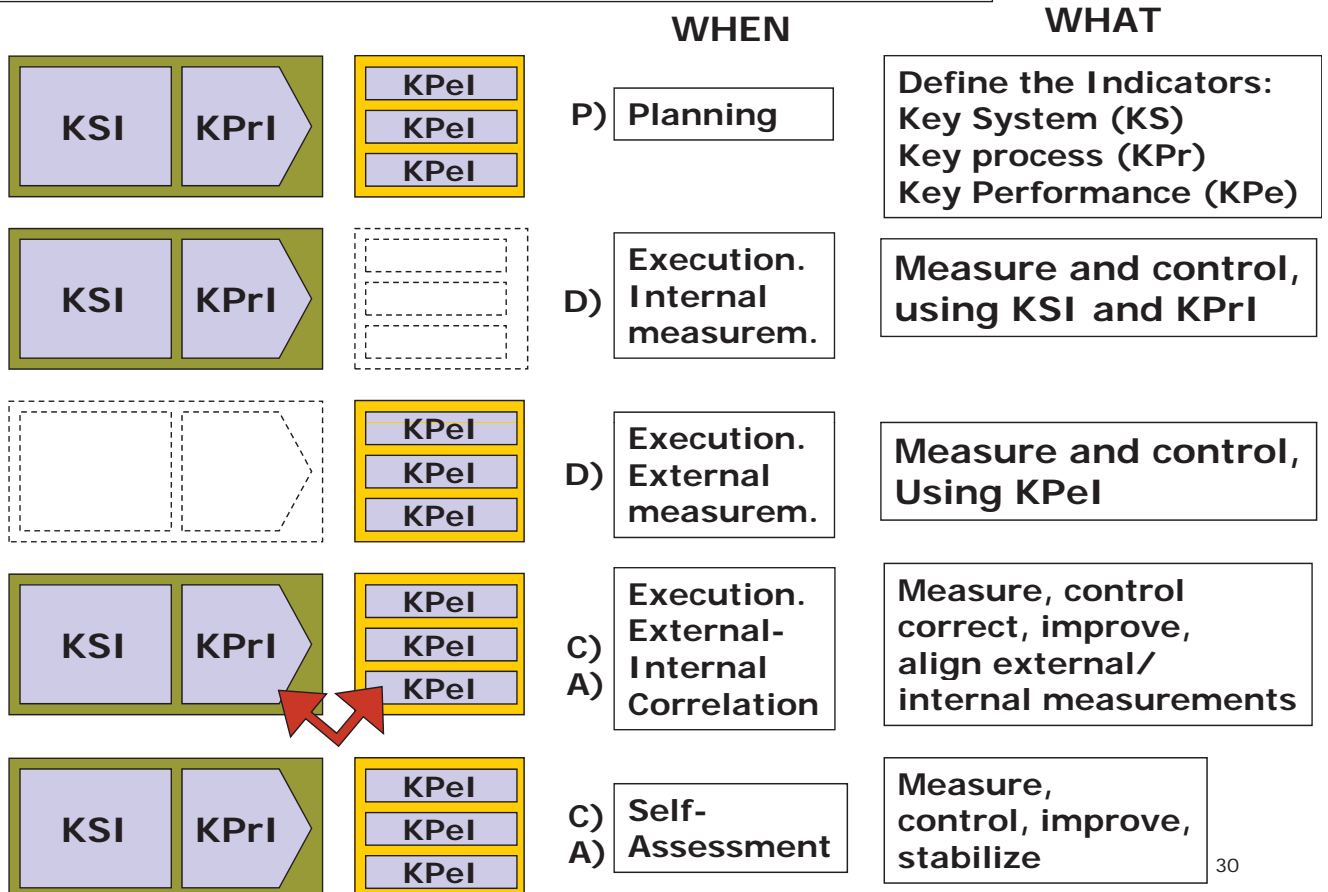 WHEN
WHAT
KSI
KPrI
KPeI
KPeI
KPeI
P)
Planning
Define the Indicators:
Key System (KS)
Key process (KPr)
Key Performance (KPe)
KSI
KPrI
D)
Execution.
Internal
measurem.
Measure and control,
using KSI and KPrI
KPeI
KPeI
KPeI
D)
Execution.
External
measurem.
Measure and control,
Using KPeI
KSI
KPrI
KPeI
KPeI
KPeI
C)
A)
Execution.
External-
Internal
Correlation
Measure, control
correct, improve,
align external/
internal measurements
KSI
KPrI
KPeI
KPeI
KPeI
C)
A)
Self-
Assessment
Measure,
control, improve,
stabilize
30